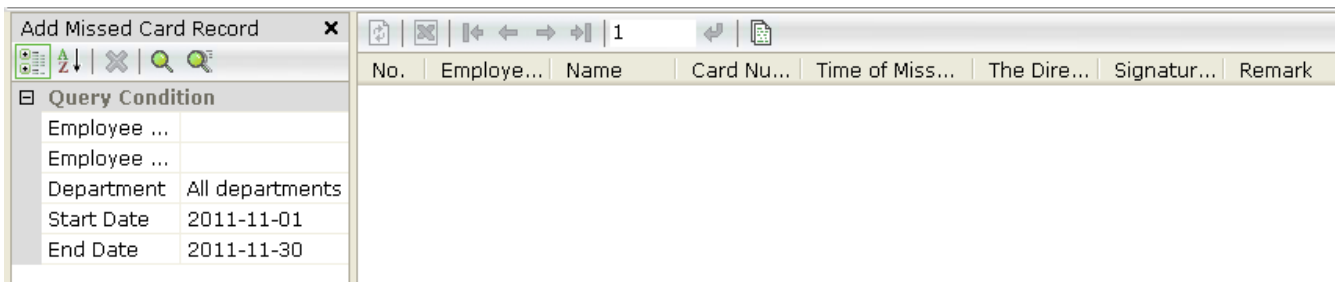 Add Missed Card Record
1
No. Employe... Name Card Nu... Time of Miss... The Dire... Signatur... Remark
Query Condition
Employee ...
Employee ...
Department All departments
Start Date 2011-11-01
End Date 2011-11-30